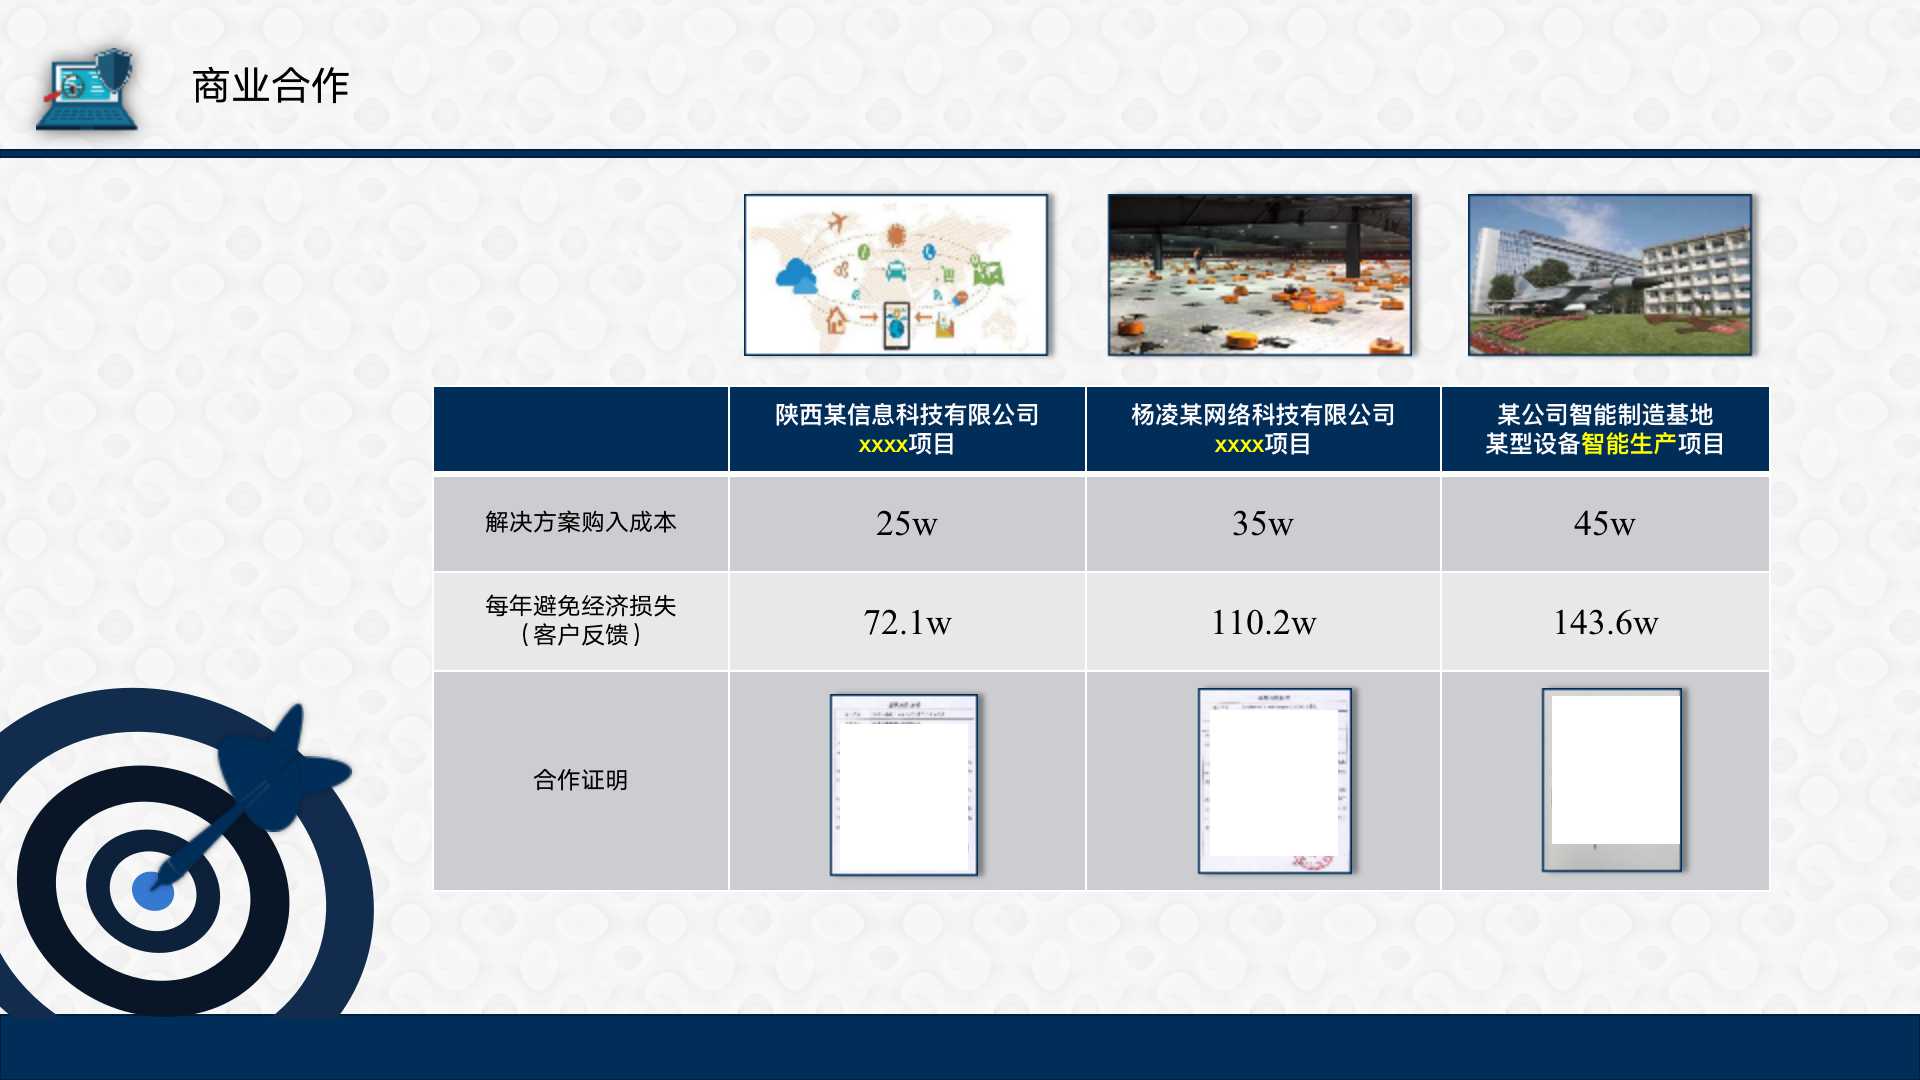 商业合作
陕西某信息科技有限公司
xxxx项目
杨凌某网络科技有限公司
xxxx项目
某公司智能制造基地
某型设备智能生产项目
解决方案购入成本
25w
35w
45w
每年避免经济损失
（客户反馈）
72.1w
110.2w
143.6w
合作证明